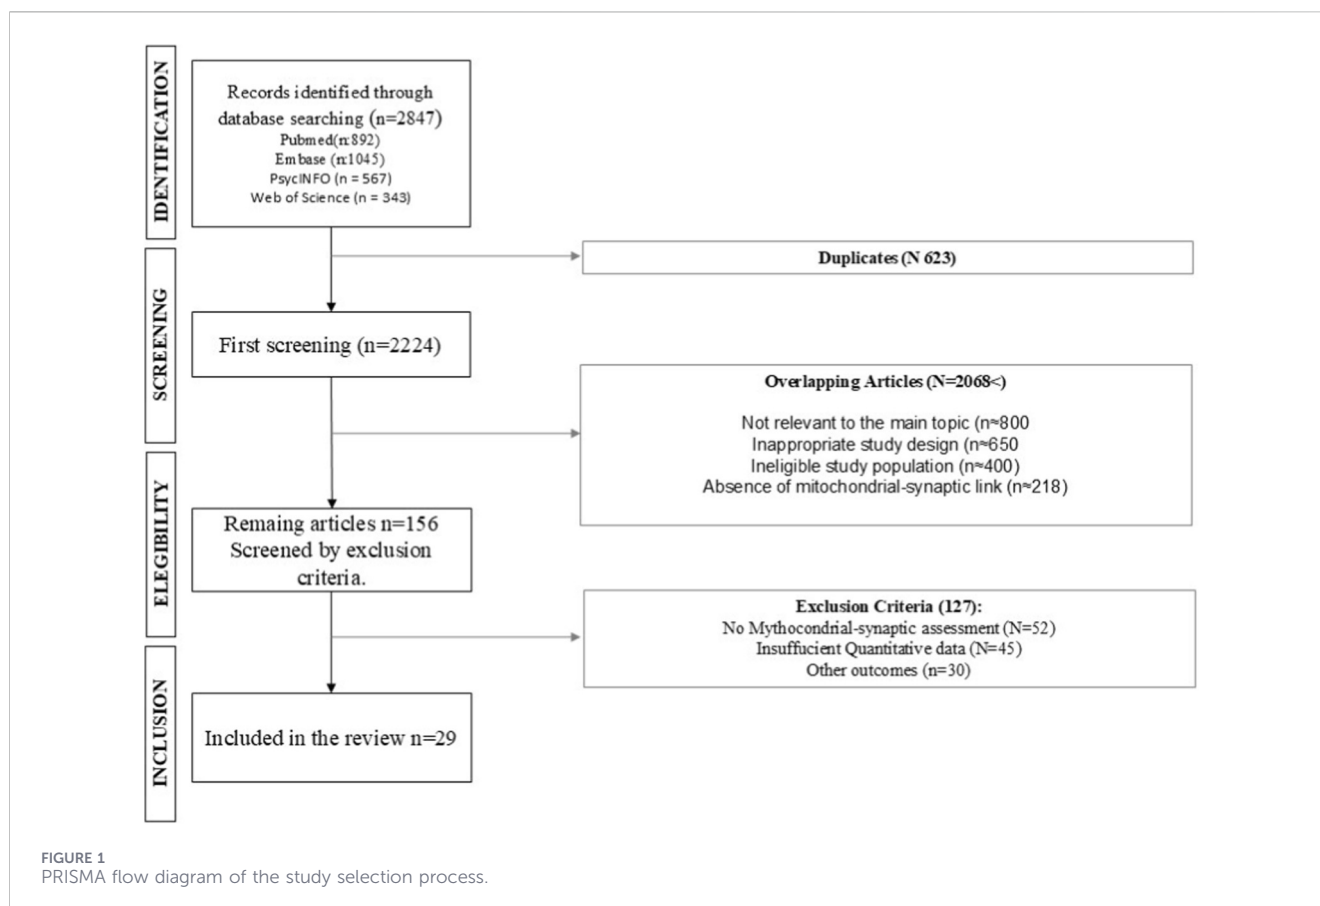 IDENTIFICATION
Records identified through
database searching (n=2847)
Pubmed(n:892)
Embase (n:1045)
PsycINFO (n = 567)
Web of Science (n = 343)
Duplicates (N 623)
SCREENING
First screening (n=2224)
Overlapping Articles (N=2068<)
Not relevant to the main topic (n≈800
Inappropriate study design (n≈650
Ineligible study population (n≈400)
Absence of mitochondrial-synaptic link (n≈218)
ELEGIBILITY
Remaing articles n=156
Screened by exclusion
criteria.
Exclusion Criteria (127):
No Mythocondrial-synaptic assessment (N=52)
Insufficient Quantitative data (N=45)
Other outcomes (n=30)
INCLUSION
Included in the review n=29
FIGURE 1
PRISMA flow diagram of the study selection process.